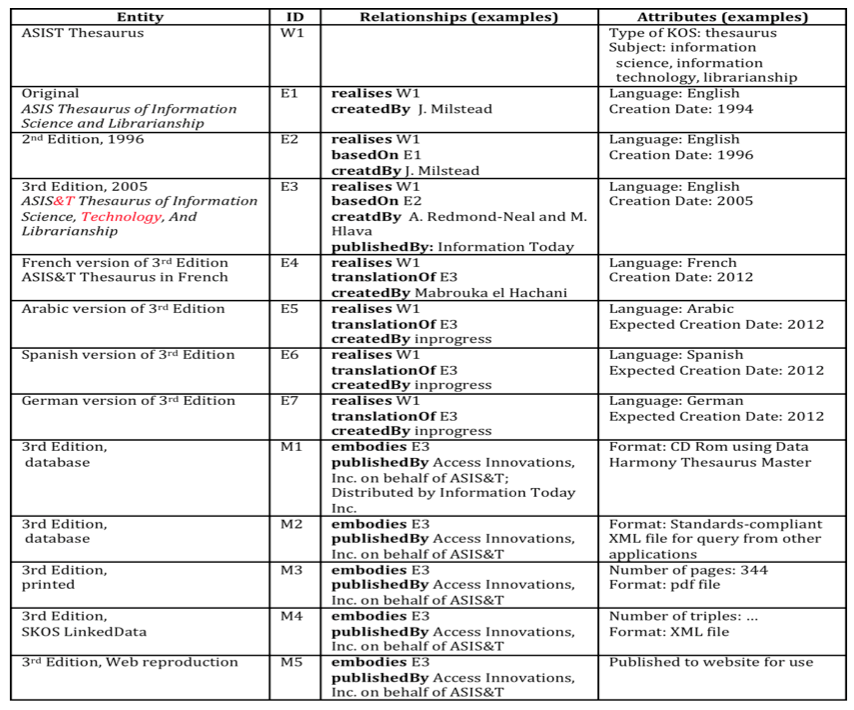 Entity ID Relationships (examples) Attributes (examples)
ASIST Thesaurus W1 Type of KOS: thesaurus
Subject: information
science, information
technology, librarianship
Original E1 realises W1 Language: English
ASIS Thesaurus of Information createdBy J. Milstead Creation Date: 1994
Science and Librarianship
2nd Edition, 1996 E2 realises W1 Language: English
basedOn E1 Creation Date: 1996
creatdBy J. Milstead
3rd Edition, 2005 E3 realises W1 Language: English
ASIS&T Thesaurus of Information basedOn E2 Creation Date: 2005
Science, Technology, And creatdBy A. Redmond-Neal and M.
Librarianship Hlava
publishedBy: Information Today
French version of 3rd Edition E4 realises W1 Language: French
ASIS&T Thesaurus in French translationOf E3 Creation Date: 2012
createdBy Mabrouka el Hachani
Arabic version of 3rd Edition E5 realises W1 Language: Arabic
translationOf E3 Expected Creation Date: 2012
createdBy inprogress
Spanish version of 3rd Edition E6 realises W1 Language: Spanish
translationOf E3 Expected Creation Date: 2012
createdBy inprogress
German version of 3rd Edition E7 realises W1 Language: German
translationOf E3 Expected Creation Date: 2012
createdBy inprogress
3rd Edition, M1 embodies E3 Format: CD Rom using Data
database publishedBy Access Innovations, Harmony Thesaurus Master
Inc. on behalf of ASIS&T;
Distributed by Information Today
Inc.
3rd Edition, M2 embodies E3 Format: Standards-compliant
database publishedBy Access Innovations, XML file for query from other
Inc. on behalf of ASIS&T applications
3rd Edition, M3 embodies E3 Number of pages: 344
printed publishedBy Access Innovations, Format: pdf file
Inc. on behalf of ASIS&T
3rd Edition, M4 embodies E3 Number of triples: ...
SKOS LinkedData publishedBy Access Innovations, Format: XML file
Inc. on behalf of ASIS&T
3rd Edition, Web reproduction M5 embodies E3 Published to website for use
publishedBy Access Innovations,
Inc. on behalf of ASIS&T